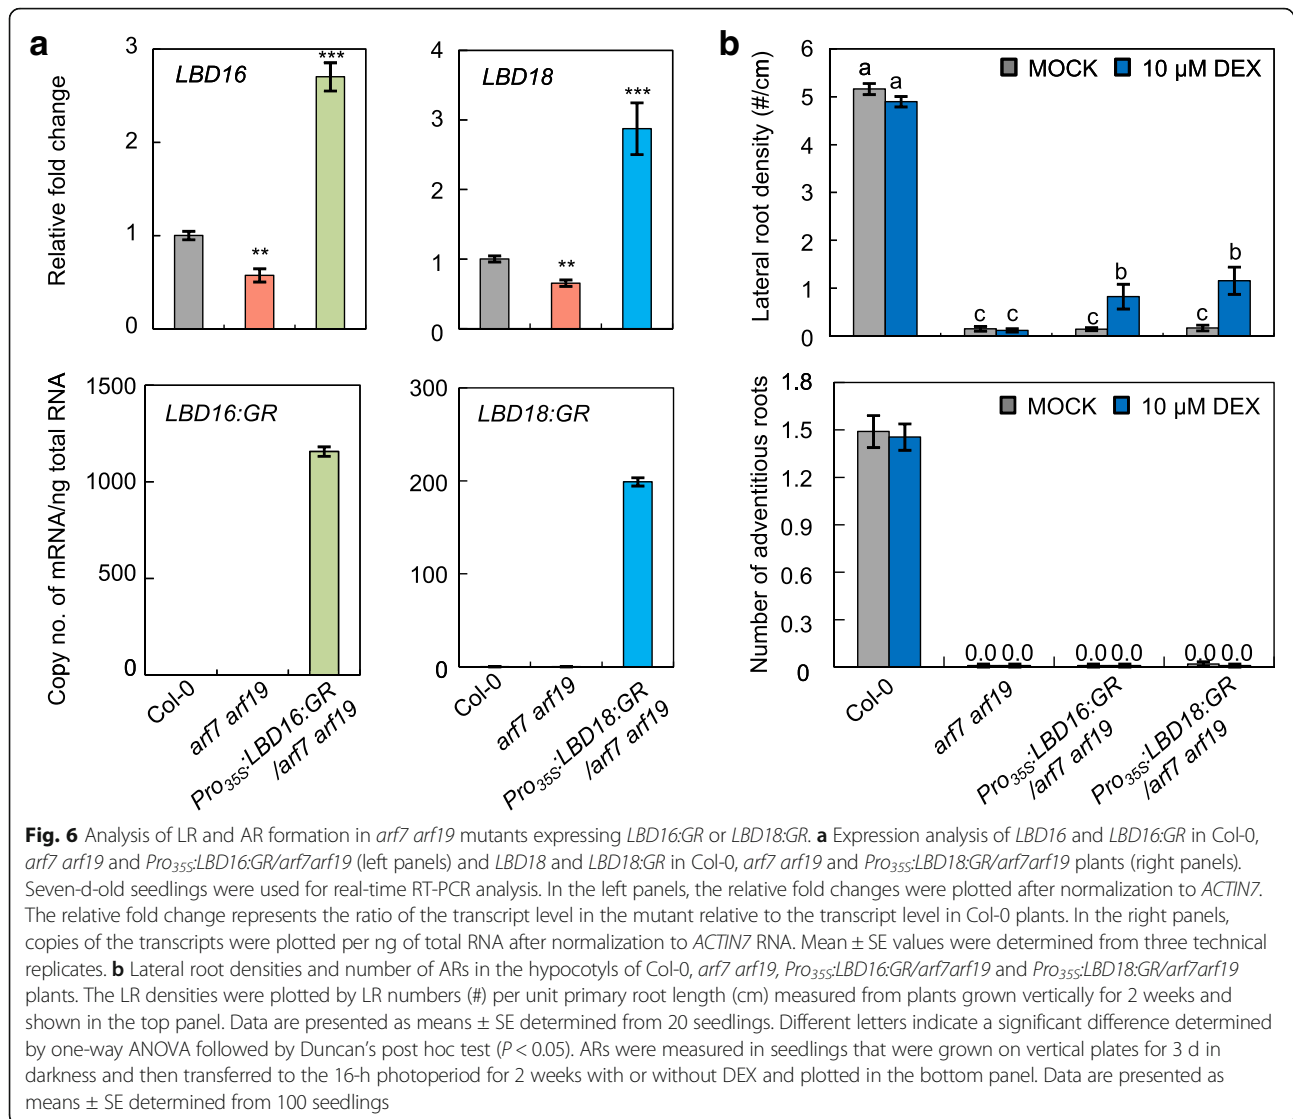 a
Relative fold change
3
2
1
0
LBD16
**
***
4
3
2
1
0
LBD18
**
***
Copy no. of mRNA/ng total RNA
1500
1000
500
0
LBD16:GR
300
200
100
0
LBD18:GR
Col-0
arf7 arf19
Pro35S:LBD16:GR
/arf7 arf19
Col-0
arf7 arf19
Pro35S:LBD18:GR
/arf7 arf19
b
Lateral root density (#/cm)
6
5
4
3
2
1
0
MOCK 10 µM DEX
a a
c c
c b
c b
Number of adventitious roots
1.8
1.5
1.2
0.9
0.6
0.3
0
MOCK 10 µM DEX
0.0 0.0
0.0 0.0
0.0 0.0
Col-0
arf7 arf19
Pro35S:LBD16:GR
/arf7 arf19
Pro35S:LBD18:GR
/arf7 arf19
Fig. 6 Analysis of LR and AR formation in arf7 arf19 mutants expressing LBD16:GR or LBD18:GR. a Expression analysis of LBD16 and LBD16:GR in Col-0,
arf7 arf19 and Pro35S:LBD16:GR/arf7arf19 (left panels) and LBD18 and LBD18:GR in Col-0, arf7 arf19 and Pro35S:LBD18:GR/arf7arf19 plants (right panels).
Seven-d-old seedlings were used for real-time RT-PCR analysis. In the left panels, the relative fold changes were plotted after normalization to ACTIN7.
The relative fold change represents the ratio of the transcript level in the mutant relative to the transcript level in Col-0 plants. In the right panels,
copies of the transcripts were plotted per ng of total RNA after normalization to ACTIN7 RNA. Mean ± SE values were determined from three technical
replicates. b Lateral root densities and number of ARs in the hypocotyls of Col-0, arf7 arf19, Pro35S:LBD16:GR/arf7arf19 and Pro35S:LBD18:GR/arf7arf19
plants. The LR densities were plotted by LR numbers (#) per unit primary root length (cm) measured from plants grown vertically for 2 weeks and
shown in the top panel. Data are presented as means ± SE determined from 20 seedlings. Different letters indicate a significant difference determined
by one-way ANOVA followed by Duncan's post hoc test (P < 0.05). ARs were measured in seedlings that were grown on vertical plates for 3 d in
darkness and then transferred to the 16-h photoperiod for 2 weeks with or without DEX and plotted in the bottom panel. Data are presented as
means ± SE determined from 100 seedlings